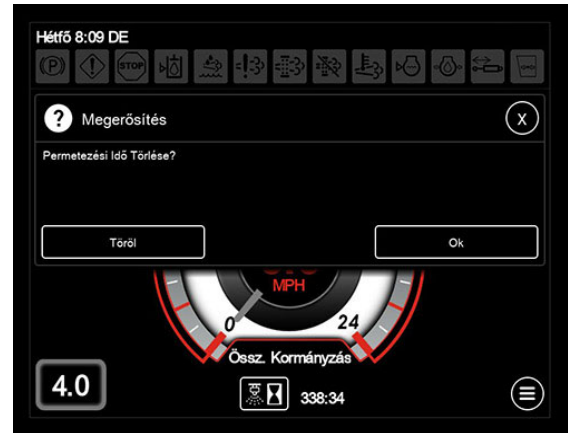 Hétfő 8:09 DE
(P) STOP
? Megerősítés X
Permetezési Idő Törlése?
Töröl Ok
MPH
0 24
Össz. Kormányzás
4.0 338:34